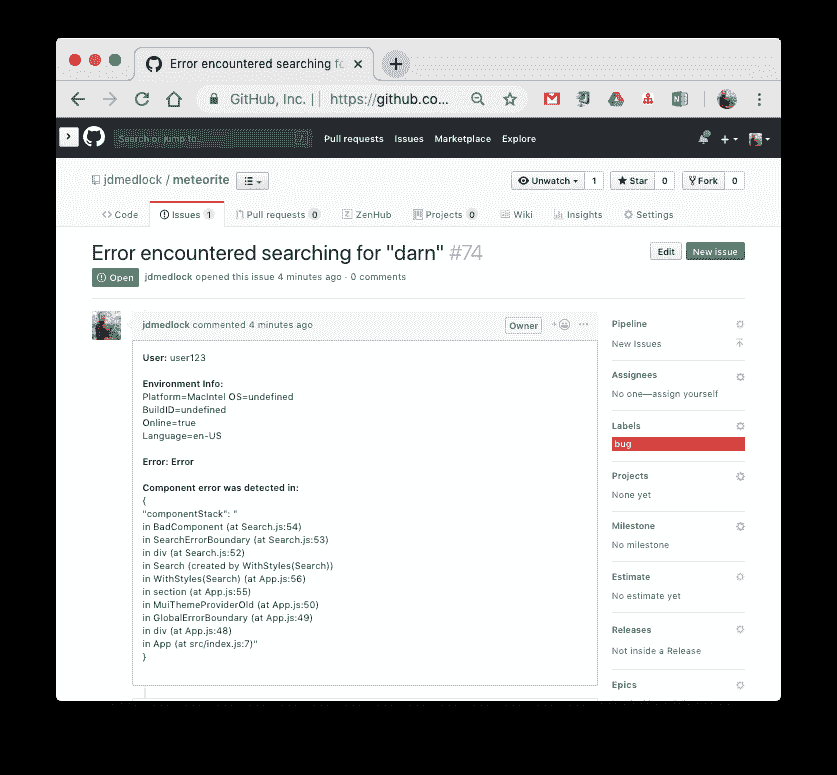 Error encountered searching fo
GitHub, Inc. | https://github.co...
Search or jump to...
Pull requests Issues Marketplace Explore
jdmedlock / meteorite
Unwatch 1 Star 0 Fork 0
Code Issues 1 Pull requests 0 ZenHub Projects 0 Wiki Insights Settings
Error encountered searching for "darn" #74
Edit New issue
Open jdmedlock opened this issue 4 minutes ago · 0 comments
jdmedlock commented 4 minutes ago Owner
User: user123
Environment Info:
Platform=MacIntel OS=undefined
BuildID=undefined
Online=true
Language=en-US
Error: Error
Component error was detected in:
{
"componentStack": "
in BadComponent (at Search.js:54)
in SearchErrorBoundary (at Search.js:53)
in div (at Search.js:52)
in Search (created by WithStyles(Search))
in WithStyles(Search) (at App.js:56)
in section (at App.js:55)
in MuiThemeProviderOld (at App.js:50)
in GlobalErrorBoundary (at App.js:49)
in div (at App.js:48)
in App (at src/index.js:7)"
}
Pipeline
New Issues
Assignees
No one—assign yourself
Labels
bug
Projects
None yet
Milestone
No milestone
Estimate
No estimate yet
Releases
Not inside a Release
Epics